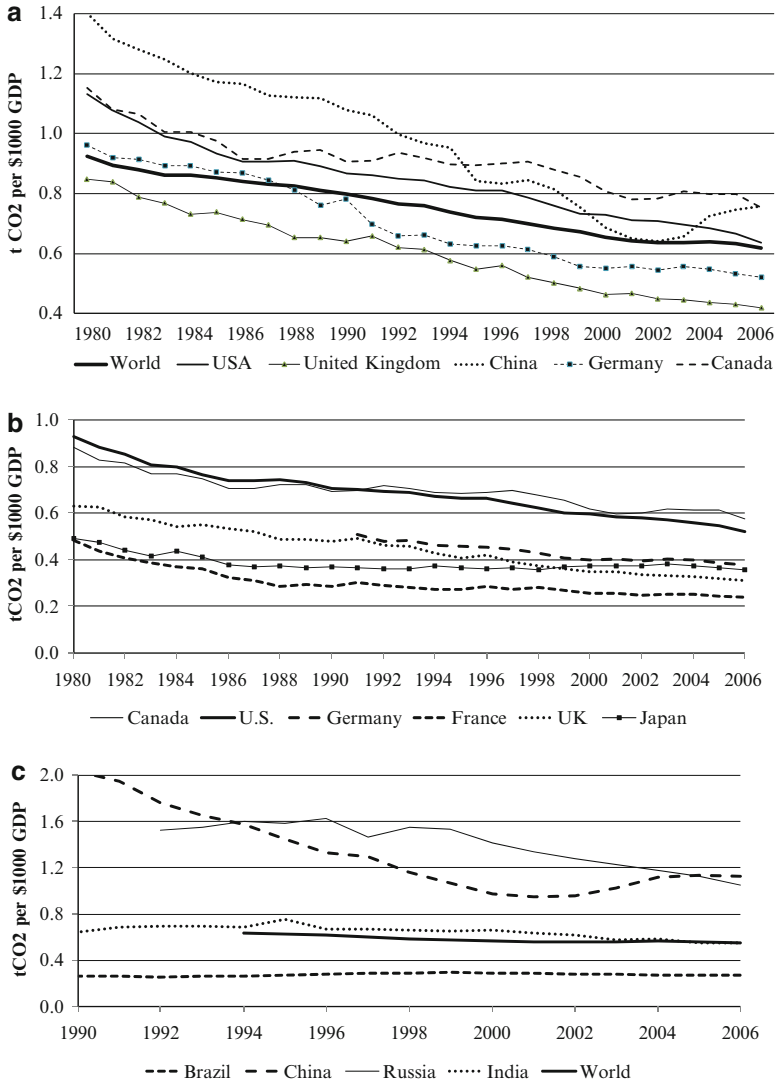 a
t CO2 per $1000 GDP
1.4
1.2
1.0
0.8
0.6
0.4
1980 1982 1984 1986 1988 1990 1992 1994 1996 1998 2000 2002 2004 2006
World USA United Kingdom China Germany Canada
b
tCO2 per $1000 GDP
1.0
0.8
0.6
0.4
0.2
0.0
1980 1982 1984 1986 1988 1990 1992 1994 1996 1998 2000 2002 2004 2006
Canada U.S. Germany France UK Japan
c
tCO2 per $1000 GDP
2.0
1.6
1.2
0.8
0.4
0.0
1990 1992 1994 1996 1998 2000 2002 2004 2006
Brazil China Russia India World